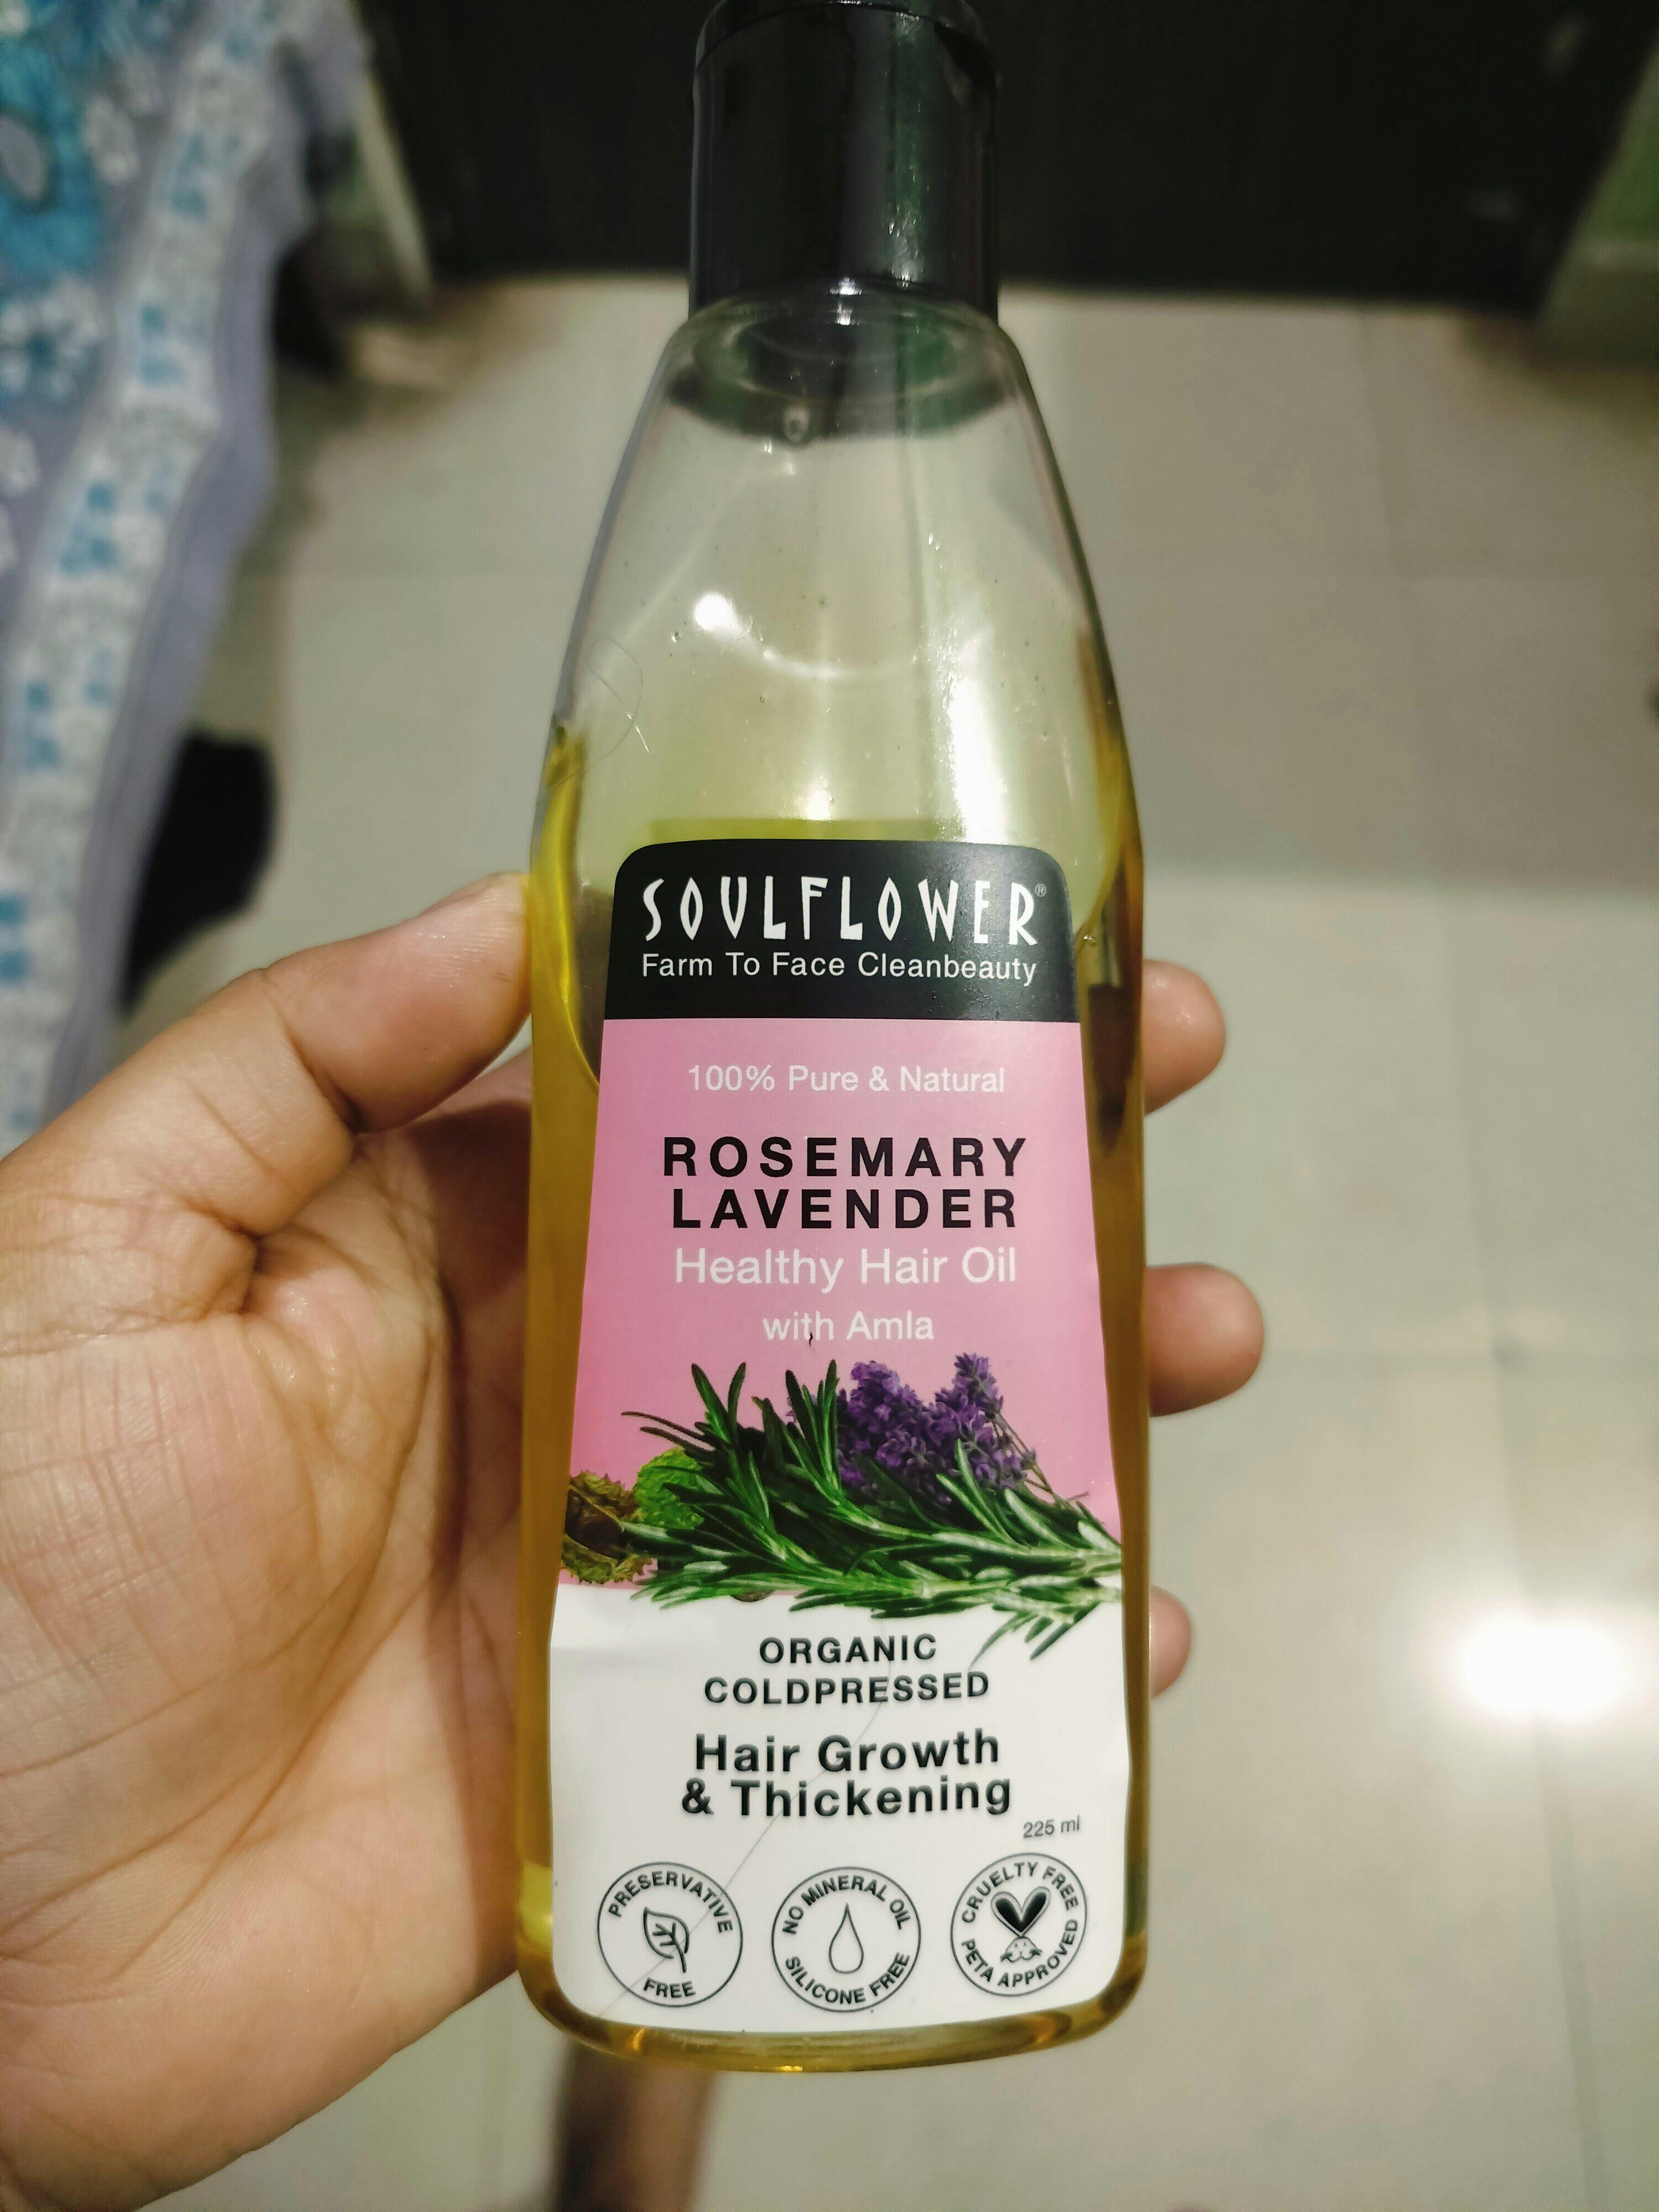 SOULFLOWER®
Farm To Face Cleanbeauty
100% Pure & Natural
ROSEMARY
LAVENDER
Healthy Hair Oil
with Amla
ORGANIC
COLDPRESSED
Hair Growth
& Thickening
225 ml
PRESERVATIVE FREE
NO MINERAL OIL SILICONE FREE
CRUELTY FREE PETA APPROVED